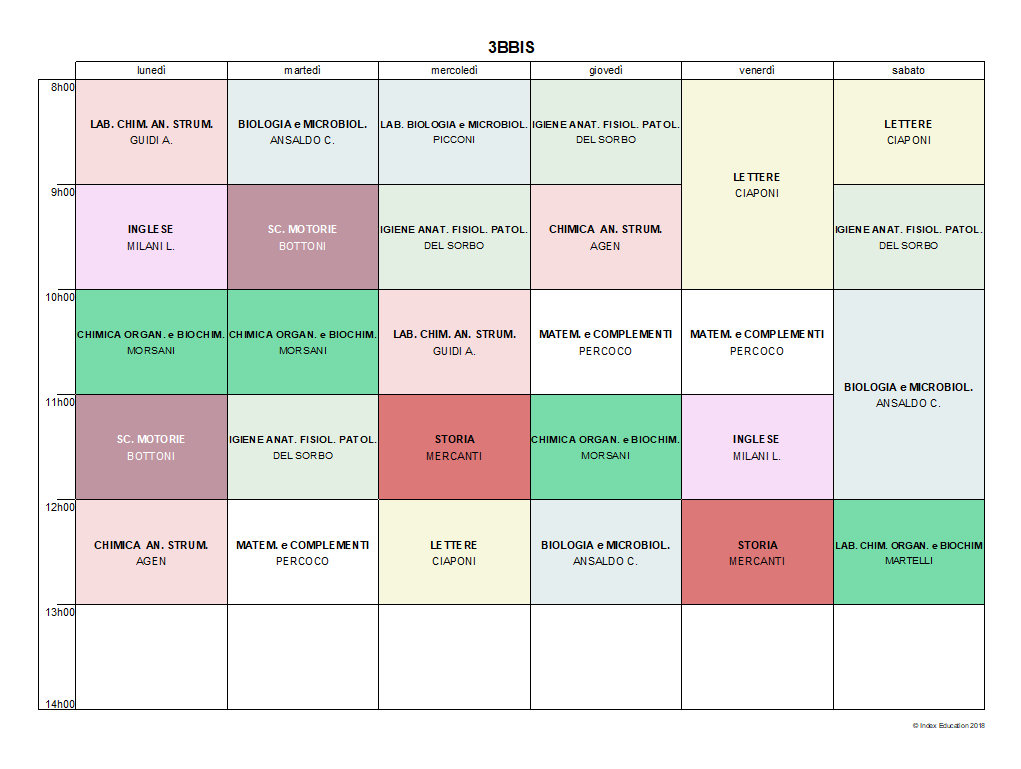 3BBIS
lunedì martedì mercoledì giovedì venerdì sabato
8h00
LAB. CHIM. AN. STRUM.
GUIDI A.
BIOLOGIA e MICROBIOL.
ANSALDO C.
LAB. BIOLOGIA e MICROBIOL.
PICCONI
IGIENE ANAT. FISIOL. PATOL.
DEL SORBO
LETTERE
CIAPONI
LETTERE
CIAPONI
9h00
INGLESE
MILANI L.
SC. MOTORIE
BOTTONI
IGIENE ANAT. FISIOL. PATOL.
DEL SORBO
CHIMICA AN. STRUM.
AGEN
IGIENE ANAT. FISIOL. PATOL.
DEL SORBO
10h00
CHIMICA ORGAN. e BIOCHIM.
MORSANI
CHIMICA ORGAN. e BIOCHIM.
MORSANI
LAB. CHIM. AN. STRUM.
GUIDI A.
MATEM. e COMPLEMENTI
PERCOCO
MATEM. e COMPLEMENTI
PERCOCO
BIOLOGIA e MICROBIOL.
ANSALDO C.
11h00
SC. MOTORIE
BOTTONI
IGIENE ANAT. FISIOL. PATOL.
DEL SORBO
STORIA
MERCANTI
CHIMICA ORGAN. e BIOCHIM.
MORSANI
INGLESE
MILANI L.
12h00
CHIMICA AN. STRUM.
AGEN
MATEM. e COMPLEMENTI
PERCOCO
LETTERE
CIAPONI
BIOLOGIA e MICROBIOL.
ANSALDO C.
STORIA
MERCANTI
LAB. CHIM. ORGAN. e BIOCHIM
MARTELLI
13h00
14h00
© Index Education 2018